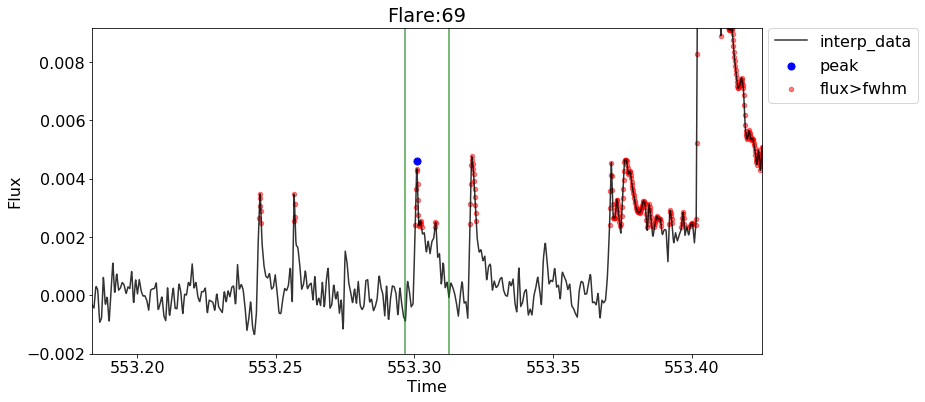 Flare:69
interp_data
peak
flux>fwhm
0.008
0.006
0.004
0.002
0.000
−0.002
Flux
553.20 553.25 553.30 553.35 553.40
Time